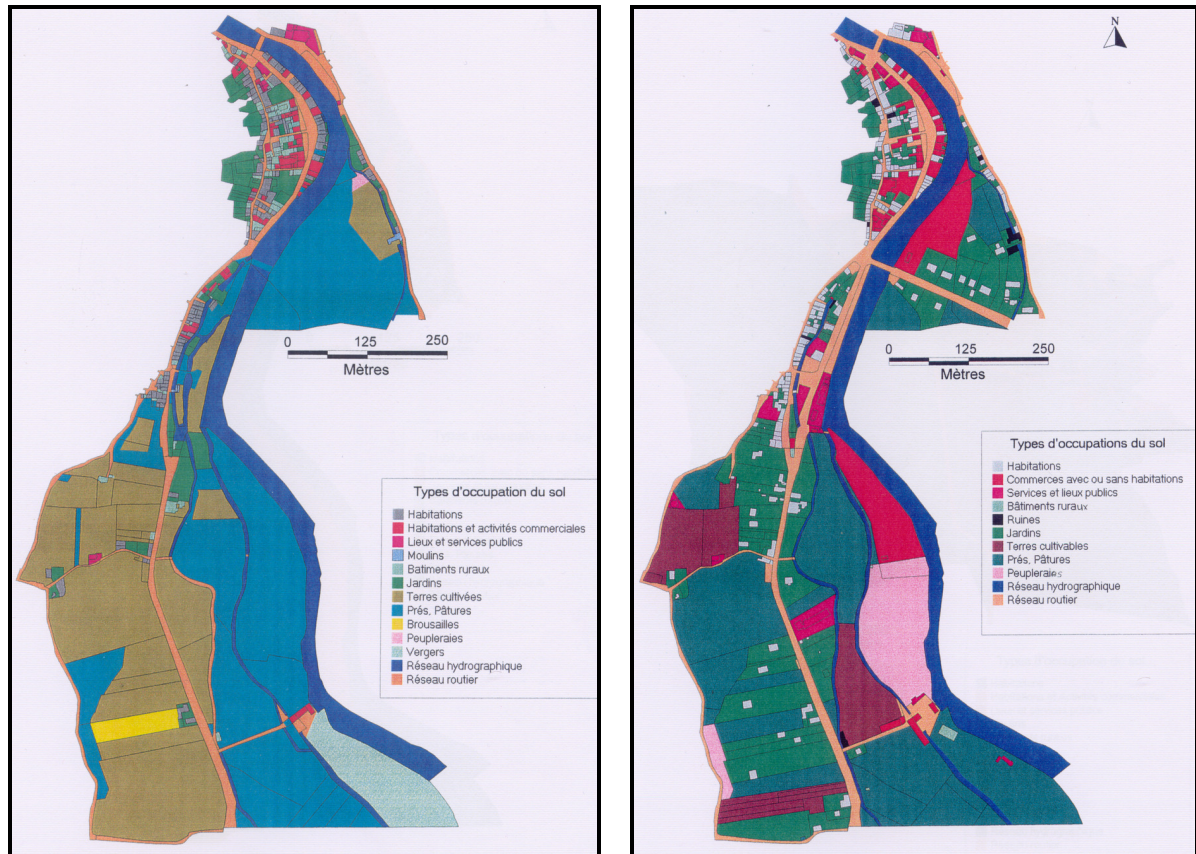 0 125 250
Mètres
Types d'occupation du sol
Habitations
Habitations et activités commerciales
Lieux et services publics
Moulins
Batiments ruraux
Jardins
Terres cultivées
Prés, Pâtures
Brousailles
Peupleraies
Vergers
Réseau hydrographique
Réseau routier
N
0 125 250
Mètres
Types d'occupations du sol
Habitations
Commerces avec ou sans habitations
Services et lieux publics
Bâtiments ruraux
Ruines
Jardins
Terres cultivables
Prés, Pâtures
Peupleraies
Réseau hydrographique
Réseau routier